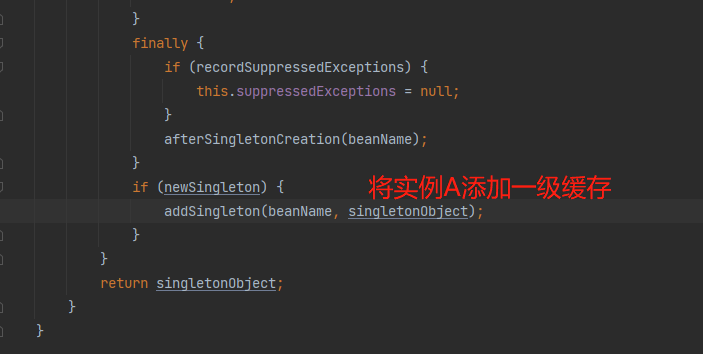 }
finally {
if (recordSuppressedExceptions) {
this.suppressedExceptions = null;
}
afterSingletonCreation(beanName);
}
if (newSingleton) {
将实例A添加一级缓存
addSingleton(beanName, singletonObject);
}
}
return singletonObject;
}
}